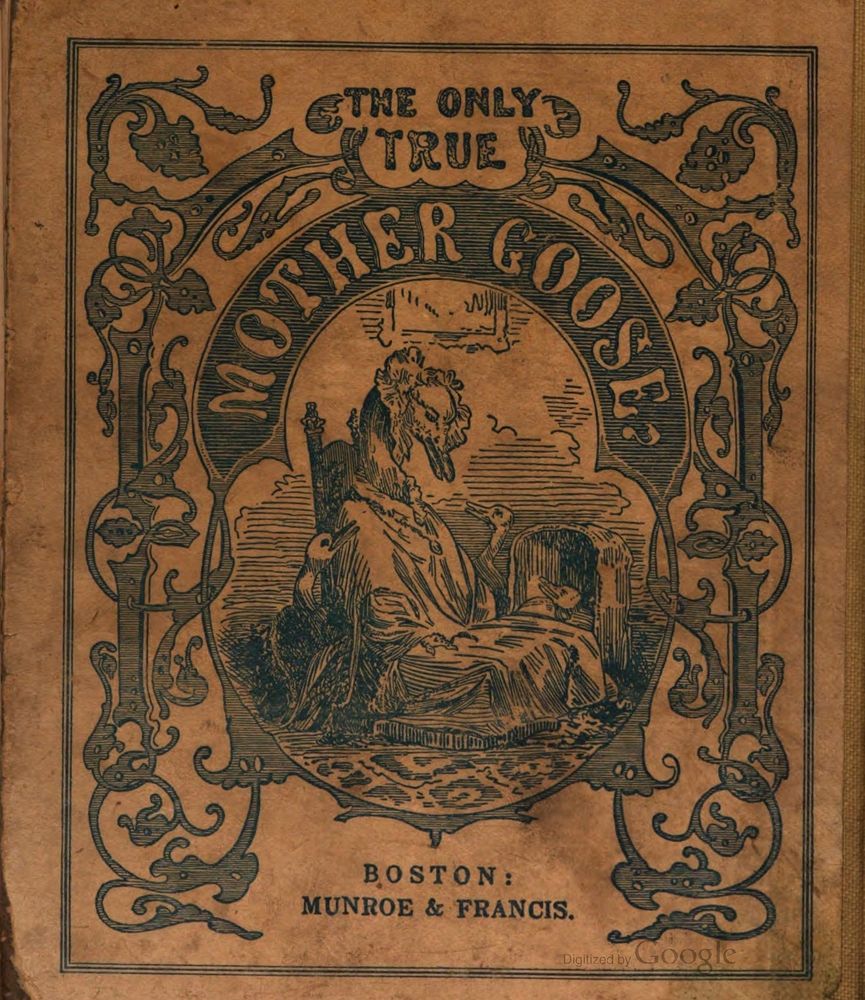 THE ONLY
TRUE
MOTHER GOOSE.
BOSTON:
MUNROE & FRANCIS.
Digitized by Google